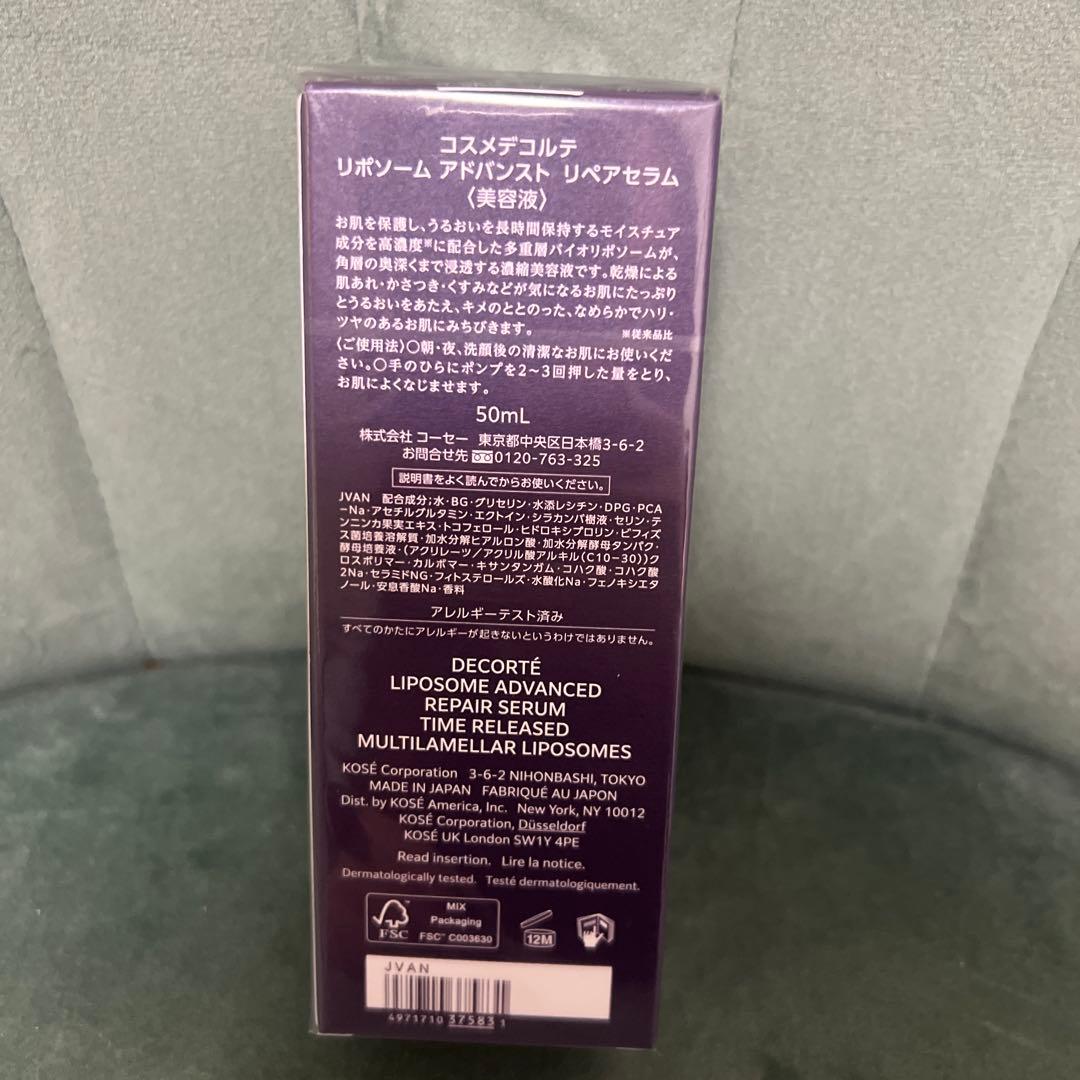 コスメデコルテ
リポソーム アドバンスト リペアセラム
〈美容液〉
お肌を保護し、うるおいを長時間保持するモイスチュア
成分を高濃度※に配合した多重層バイオリポソームが、
角層の奥深くまで浸透する濃縮美容液です。乾燥による
肌あれ・かさつき・くすみなどが気になるお肌にたっぷり
とうるおいをあたえ、キメのととのった、なめらかでハリ・
ツヤのあるお肌にみちびきます。 ※従来品比
〈ご使用法〉○朝・夜、洗顔後の清潔なお肌にお使いくだ
さい。○手のひらにポンプを2～3回押した量をとり、
お肌によくなじませます。
50mL
株式会社 コーセー 東京都中央区日本橋3-6-2
お問合せ先 0120-763-325
説明書をよく読んでからお使いください。
JVAN 配合成分；水・BG・グリセリン・水添レシチン・DPG・PCA
-Na・アセチルグルタミン・エクトイン・シラカンバ樹液・セリン・テ
ンニンカ果実エキス・トコフェロール・ヒドロキシプロリン・ビフィズ
ス菌培養溶解質・加水分解ヒアルロン酸・加水分解酵母タンパク・
酵母培養液・(アクリレーツ／アクリル酸アルキル(C10-30))ク
ロスポリマー・カルボマー・キサンタンガム・コハク酸・コハク酸
2Na・セラミドNG・フィトステロールズ・水酸化Na・フェノキシエタ
ノール・安息香酸Na・香料
アレルギーテスト済み
すべてのかたにアレルギーが起きないというわけではありません。
DECORTÉ
LIPOSOME ADVANCED
REPAIR SERUM
TIME RELEASED
MULTILAMELLAR LIPOSOMES
KOSÉ Corporation 3-6-2 NIHONBASHI, TOKYO
MADE IN JAPAN FABRIQUÉ AU JAPON
Dist. by KOSÉ America, Inc. New York, NY 10012
KOSÉ Corporation, Düsseldorf
KOSÉ UK London SW1Y 4PE
Read insertion. Lire la notice.
Dermatologically tested. Testé dermatologiquement.
FSC
MIX
Packaging
FSC™ C003630
12M
JVAN
4971710 37583 1